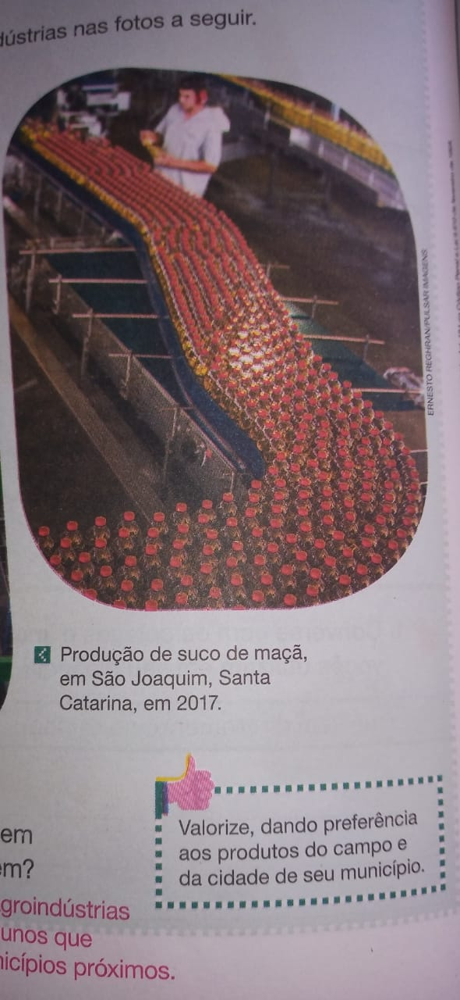 dústrias nas fotos a seguir.
ERNESTO REGHRAN/PULSAR IMAGENS
Produção de suco de maçã,
em São Joaquim, Santa
Catarina, em 2017.
Valorize, dando preferência
aos produtos do campo e
da cidade de seu município.
em
em?
groindústrias
unos que
nicípios próximos.